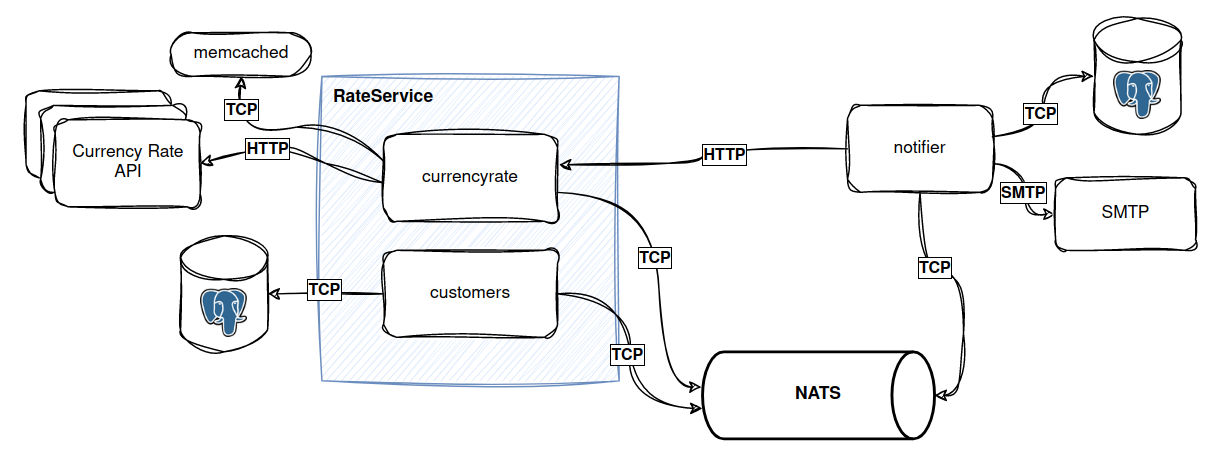 memcached
RateService
TCP
TCP
Currency Rate
API
HTTP
currencyrate
HTTP
notifier
SMTP
SMTP
TCP
TCP
TCP
customers
TCP
TCP
NATS